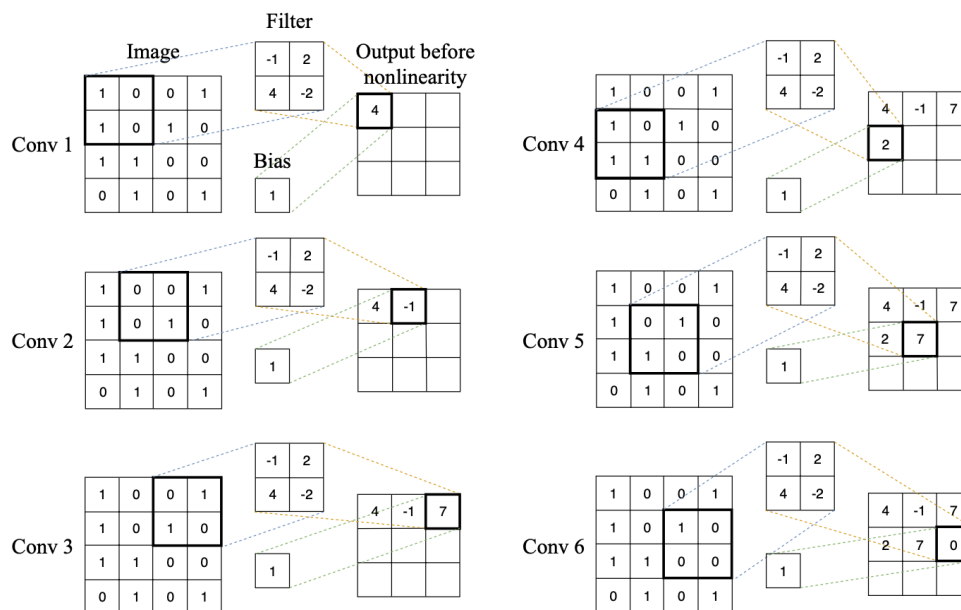 Image
Filter
Output before
nonlinearity
Conv 1
1 0 0 1
1 0 1 0
1 1 0 0
0 1 0 1
-1 2
4 -2
Bias
1
4
Conv 2
1 0 0 1
1 0 1 0
1 1 0 0
0 1 0 1
-1 2
4 -2
1
4 -1
Conv 3
1 0 0 1
1 0 1 0
1 1 0 0
0 1 0 1
-1 2
4 -2
1
4 -1 7
Conv 4
1 0 0 1
1 0 1 0
1 1 0 0
0 1 0 1
-1 2
4 -2
1
4 -1 7
2
Conv 5
1 0 0 1
1 0 1 0
1 1 0 0
0 1 0 1
-1 2
4 -2
1
4 -1 7
2 7
Conv 6
1 0 0 1
1 0 1 0
1 1 0 0
0 1 0 1
-1 2
4 -2
1
4 -1 7
2 7 0